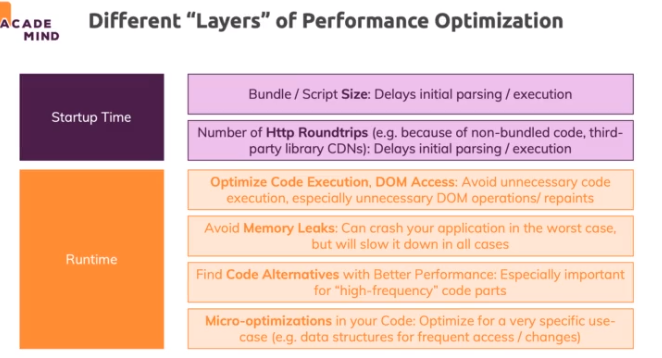 ACADE
MIND
Different “Layers” of Performance Optimization
Startup Time
Bundle / Script Size: Delays initial parsing / execution
Number of Http Roundtrips (e.g. because of non-bundled code, third-
party library CDNs): Delays initial parsing / execution
Runtime
Optimize Code Execution, DOM Access: Avoid unnecessary code
execution, especially unnecessary DOM operations/ repaints
Avoid Memory Leaks: Can crash your application in the worst case,
but will slow it down in all cases
Find Code Alternatives with Better Performance: Especially important
for “high-frequency” code parts
Micro-optimizations in your Code: Optimize for a very specific use-
case (e.g. data structures for frequent access / changes)